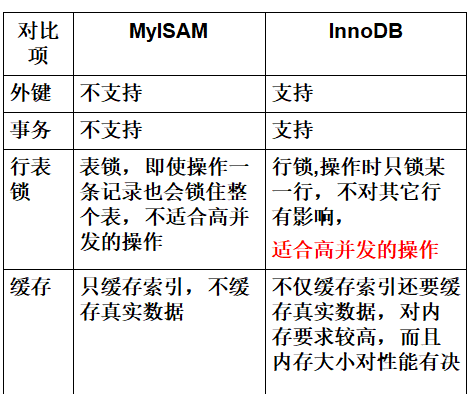 对比项 MyISAM InnoDB
外键 不支持 支持
事务 不支持 支持
行表锁 表锁，即使操作一条记录也会锁住整个表，不适合高并发的操作 行锁,操作时只锁某一行，不对其它行有影响，
适合高并发的操作
缓存 只缓存索引，不缓存真实数据 不仅缓存索引还要缓存真实数据，对内存要求较高，而且内存大小对性能有决